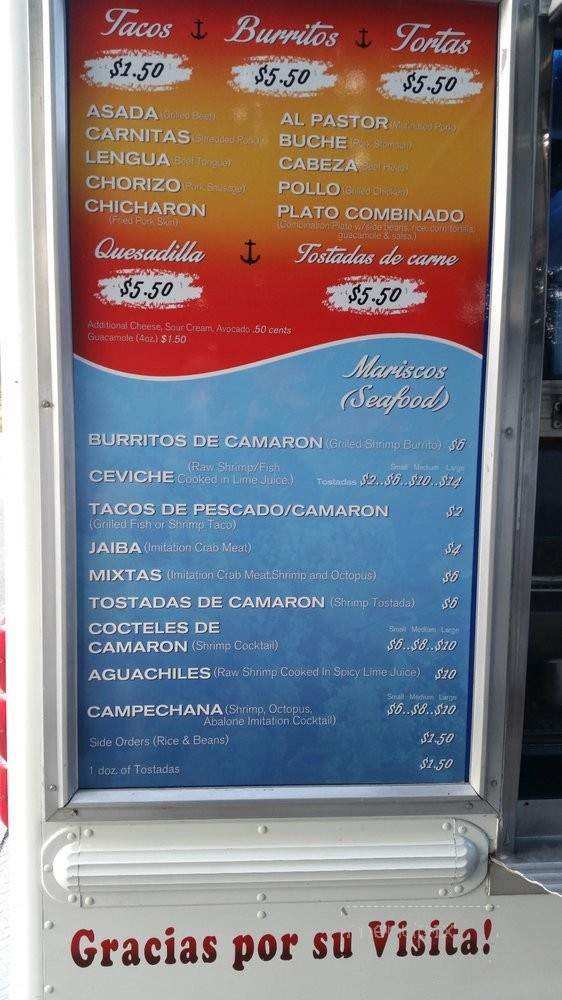 Tacos Burritos Tortas
$1.50 $5.50 $5.50
ASADA (Grilled Beef) AL PASTOR (Marinated Pork)
CARNITAS (Shredded Pork) BUCHE (Pork Stomach)
LENGUA (Beef Tongue) CABEZA (Beef Head)
CHORIZO (Pork Sausage) POLLO (Grilled Chicken)
CHICHARON PLATO COMBINADO
(Fried Pork Skin) (Combination Plate w/side beans, rice, corn tortilla,
guacamole & salsa.)
Quesadilla Tostadas de carne
$5.50 $5.50
Additional Cheese, Sour Cream, Avocado .50 cents
Guacamole (4oz.) $1.50
Mariscos
(Seafood)
BURRITOS DE CAMARON (Grilled Shrimp Burrito) $6
CEVICHE (Raw Shrimp/Fish Small Medium Large
Cooked in Lime Juice.) Tostadas $2..$6..$10..$14
TACOS DE PESCADO/CAMARON $2
(Grilled Fish or Shrimp Taco)
JAIBA (Imitation Crab Meat) $4
MIXTAS (Imitation Crab Meat,Shrimp and Octopus) $6
TOSTADAS DE CAMARON (Shrimp Tostada) $6
COCTELES DE Small Medium Large
CAMARON (Shrimp Cocktail) $6..$8..$10
AGUACHILES (Raw Shrimp Cooked In Spicy Lime Juice) $10
Small Medium Large
CAMPECHANA (Shrimp, Octopus, $6..$8..$10
Abalone Imitation Cocktail)
Side Orders (Rice & Beans) $1.50
1 doz. of Tostadas $1.50
Gracias por su Visita!